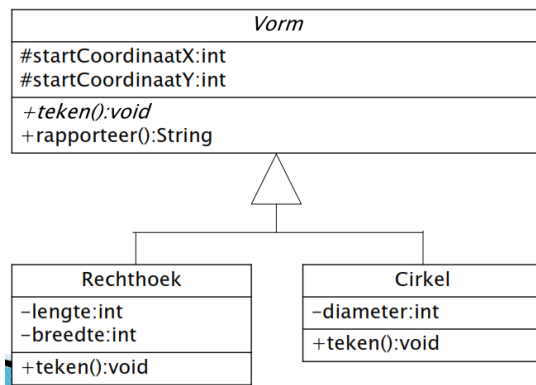 Vorm
#startCoordinaatX:int
#startCoordinaatY:int
+teken():void
+rapporteer():String
Rechthoek
-lengte:int
-breedte:int
+teken():void
Cirkel
-diameter:int
+teken():void